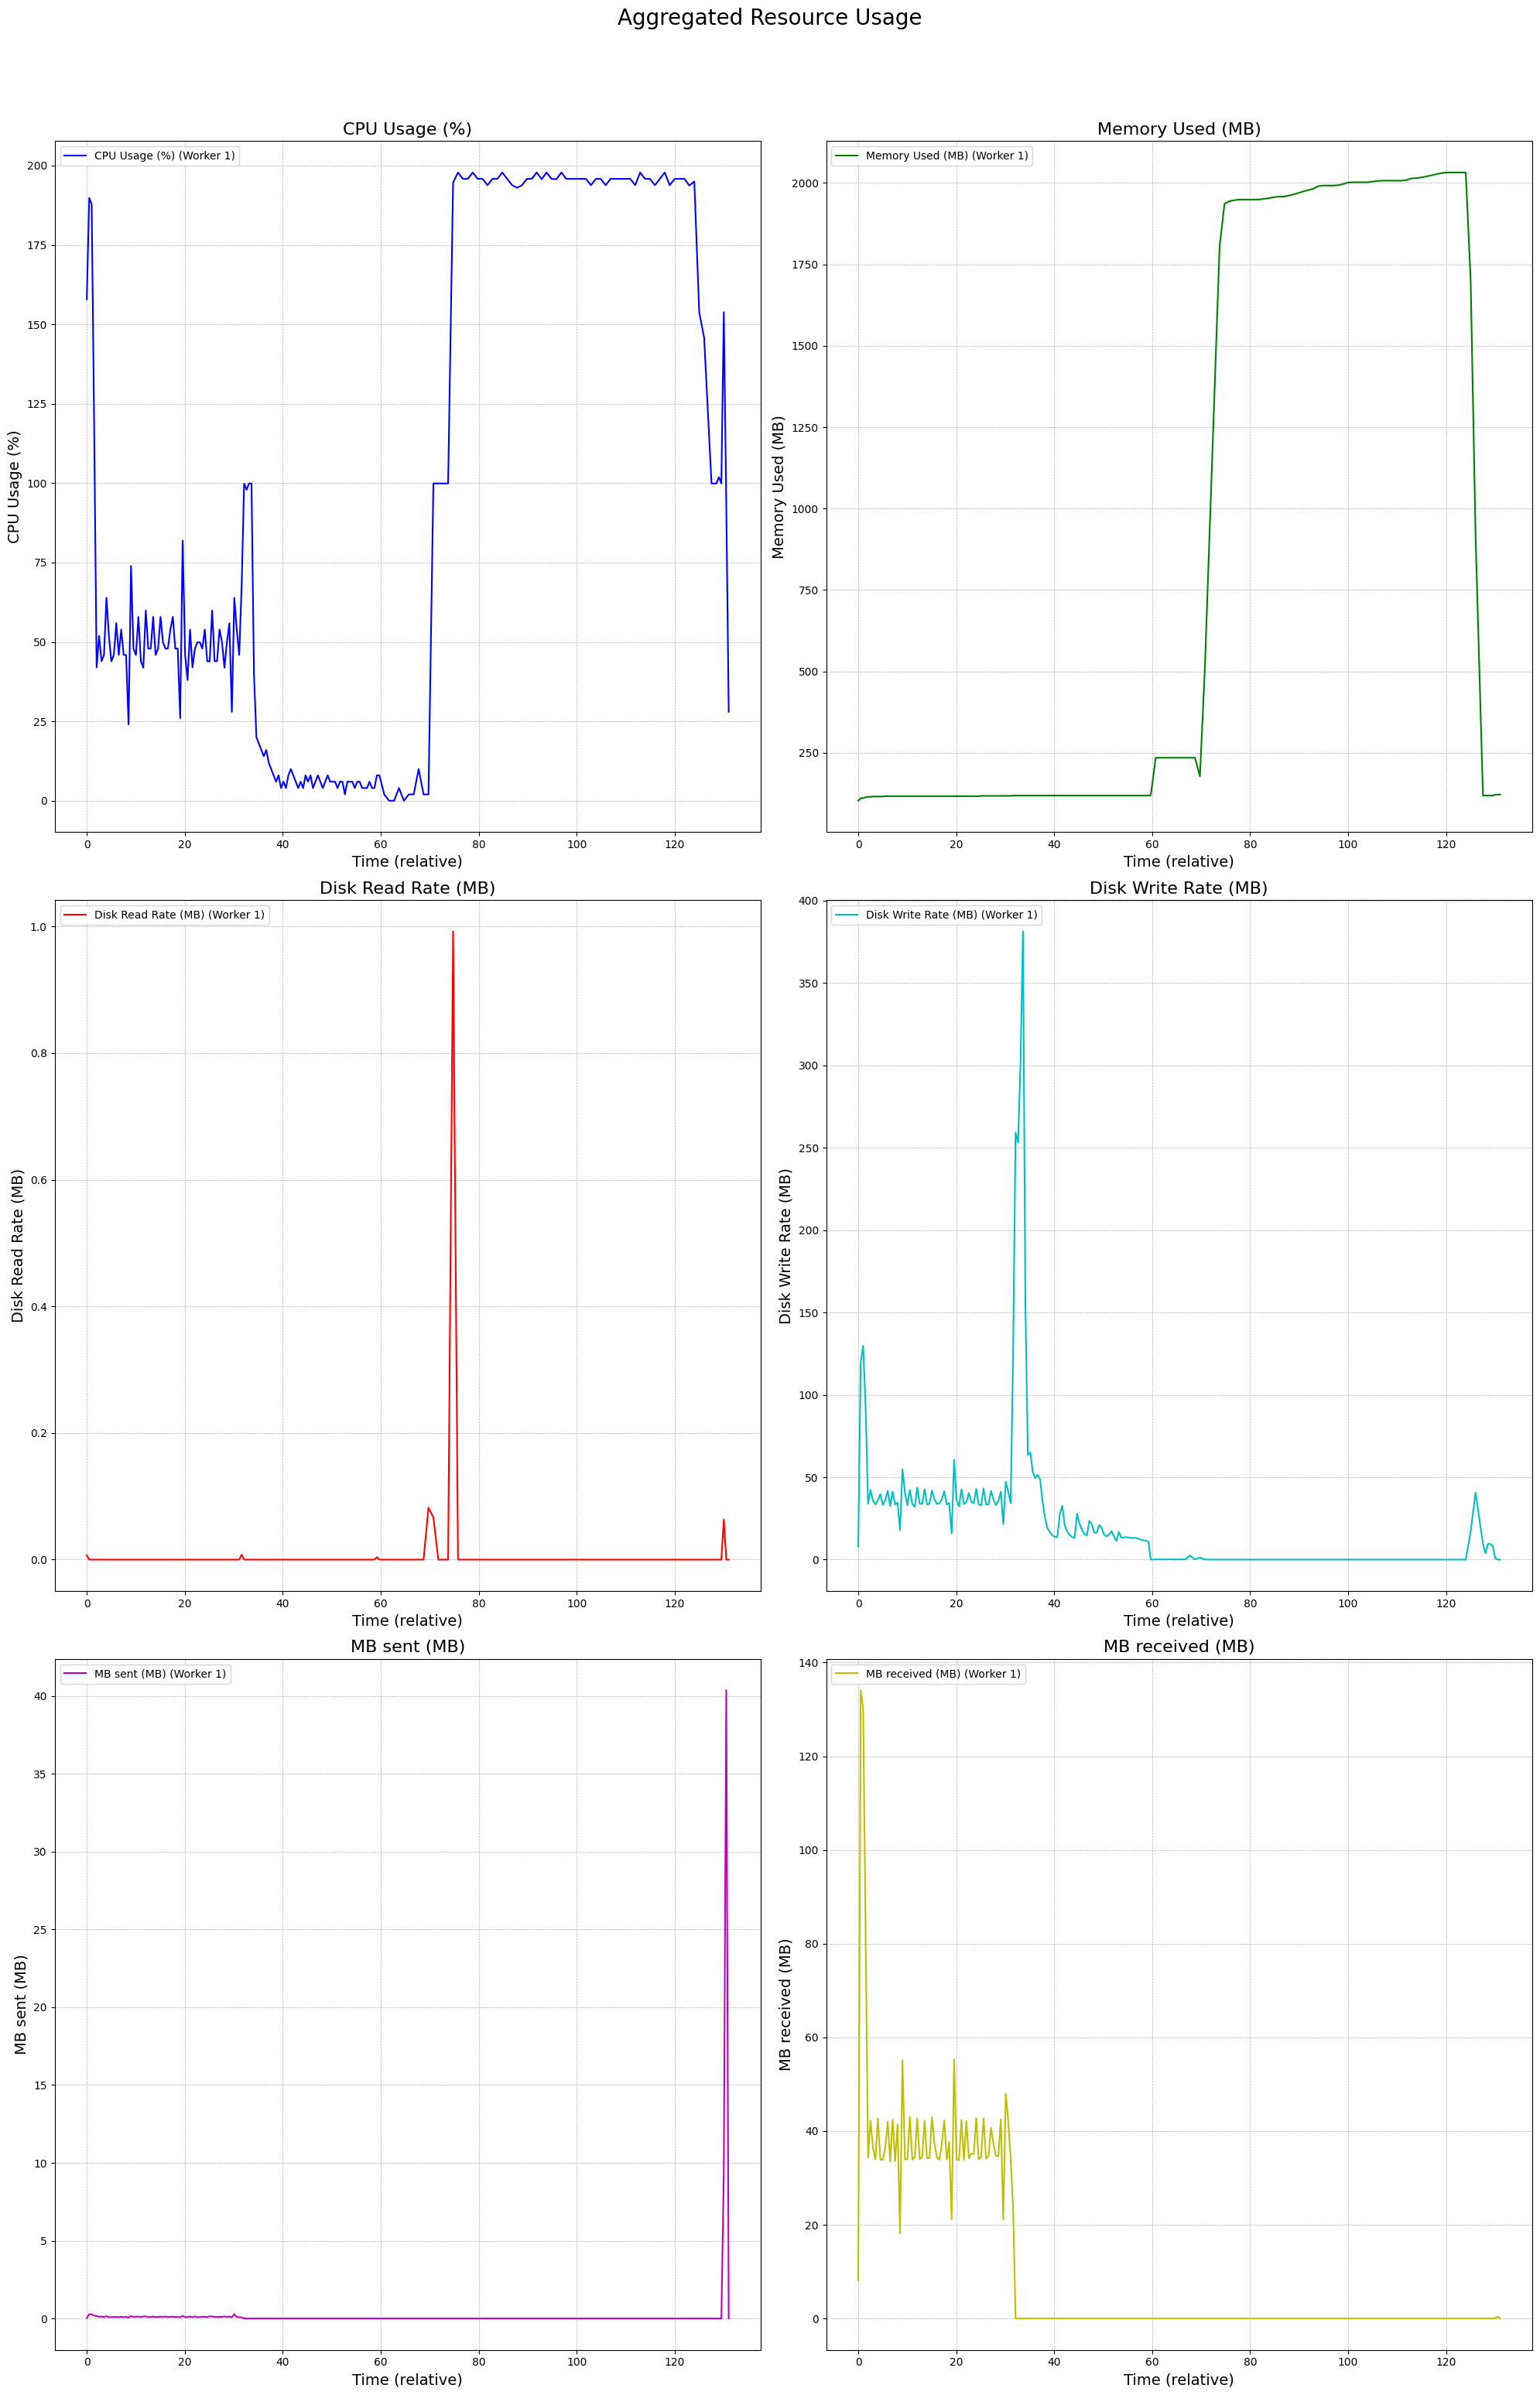 Aggregated Resource Usage
CPU Usage (%)
CPU Usage (%) (Worker 1)
CPU Usage (%)
200
175
150
125
100
75
50
25
0
0 20 40 60 80 100 120
Time (relative)
Memory Used (MB)
Memory Used (MB) (Worker 1)
Memory Used (MB)
2000
1750
1500
1250
1000
750
500
250
0 20 40 60 80 100 120
Time (relative)
Disk Read Rate (MB)
Disk Read Rate (MB) (Worker 1)
Disk Read Rate (MB)
1.0
0.8
0.6
0.4
0.2
0.0
0 20 40 60 80 100 120
Time (relative)
Disk Write Rate (MB)
Disk Write Rate (MB) (Worker 1)
Disk Write Rate (MB)
400
350
300
250
200
150
100
50
0
0 20 40 60 80 100 120
Time (relative)
MB sent (MB)
MB sent (MB) (Worker 1)
MB sent (MB)
40
35
30
25
20
15
10
5
0
0 20 40 60 80 100 120
Time (relative)
MB received (MB)
MB received (MB) (Worker 1)
MB received (MB)
140
120
100
80
60
40
20
0
0 20 40 60 80 100 120
Time (relative)